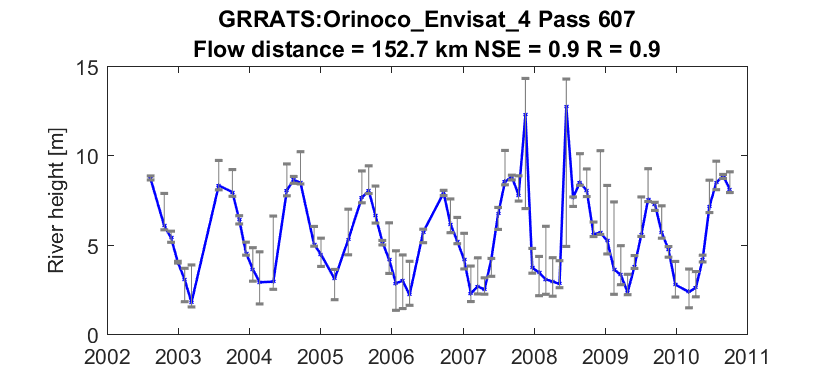 GRRATS:Orinoco_Envisat_4 Pass 607
Flow distance = 152.7 km NSE = 0.9 R = 0.9
River height [m]
15
10
5
0
2002 2003 2004 2005 2006 2007 2008 2009 2010 2011